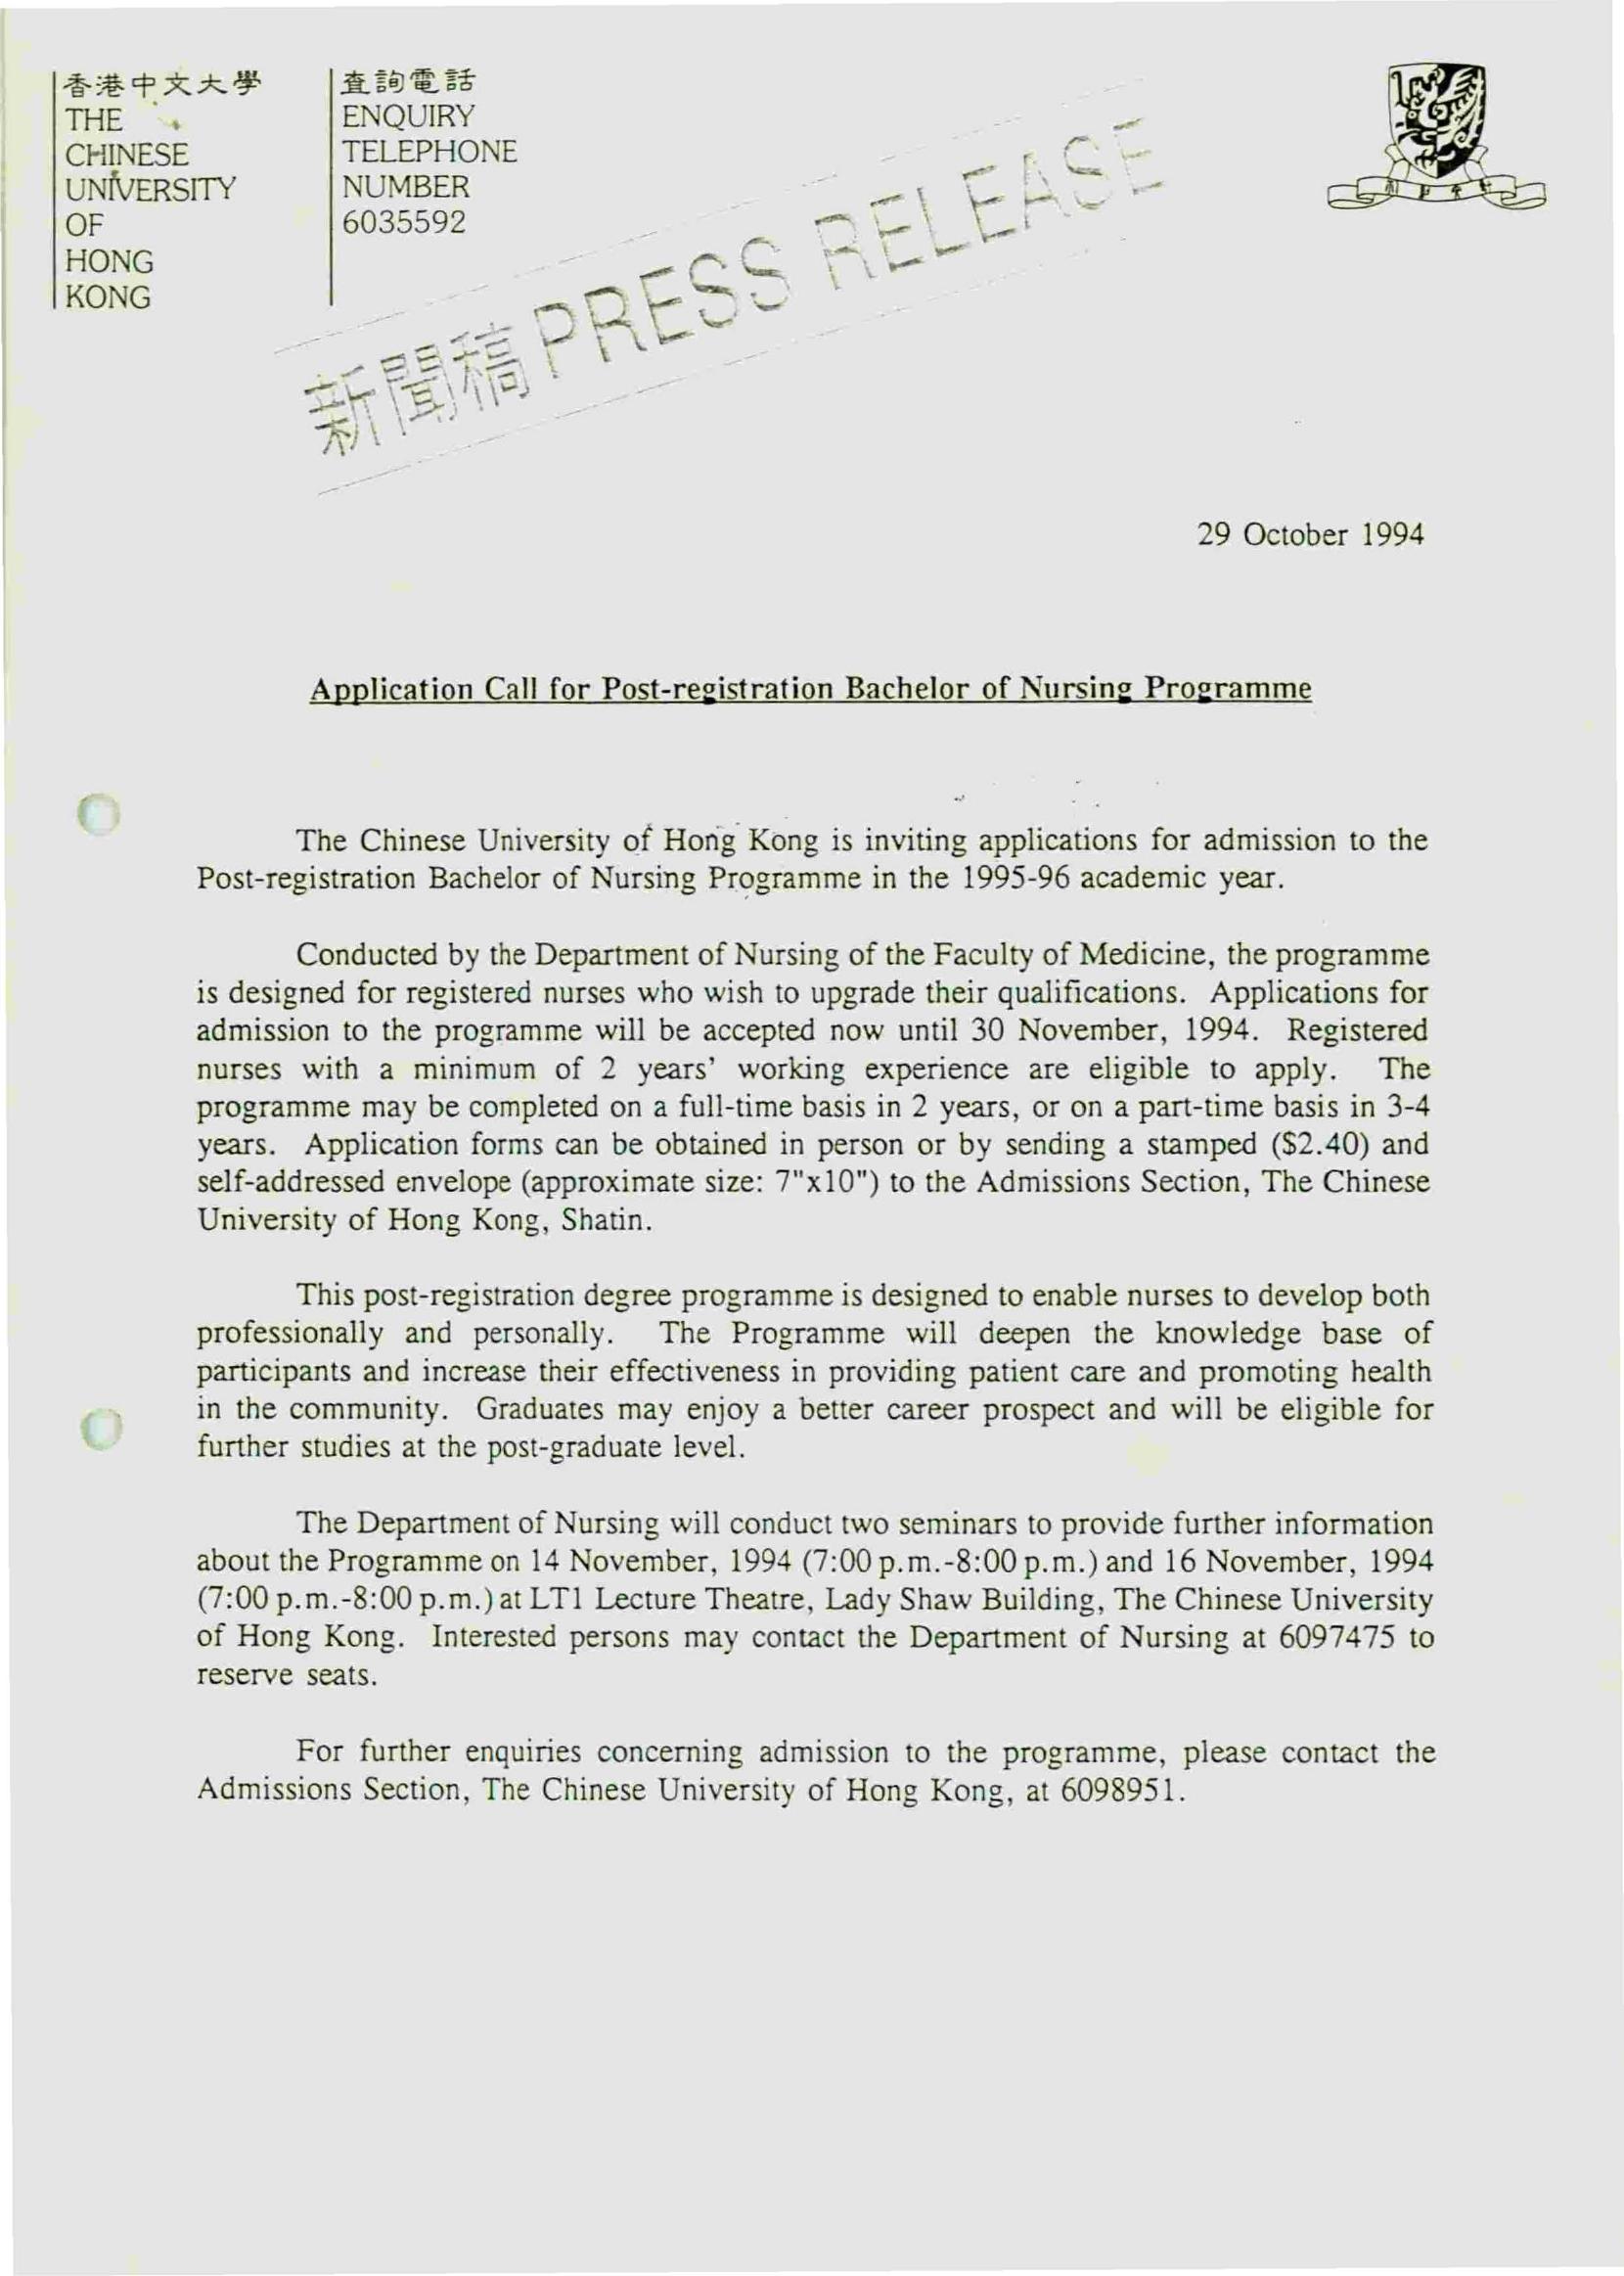 香港中文大學
THE
CHINESE
UNIVERSITY
OF
HONG
KONG
查詢電話
ENQUIRY
TELEPHONE
NUMBER
6035592
新聞稿 PRESS RELEASE
29 October 1994
Application Call for Post-registration Bachelor of Nursing Programme
The Chinese University of Hong Kong is inviting applications for admission to the
Post-registration Bachelor of Nursing Programme in the 1995-96 academic year.
Conducted by the Department of Nursing of the Faculty of Medicine, the programme
is designed for registered nurses who wish to upgrade their qualifications. Applications for
admission to the programme will be accepted now until 30 November, 1994. Registered
nurses with a minimum of 2 years' working experience are eligible to apply. The
programme may be completed on a full-time basis in 2 years, or on a part-time basis in 3-4
years. Application forms can be obtained in person or by sending a stamped ($2.40) and
self-addressed envelope (approximate size: 7"x10") to the Admissions Section, The Chinese
University of Hong Kong, Shatin.
This post-registration degree programme is designed to enable nurses to develop both
professionally and personally. The Programme will deepen the knowledge base of
participants and increase their effectiveness in providing patient care and promoting health
in the community. Graduates may enjoy a better career prospect and will be eligible for
further studies at the post-graduate level.
The Department of Nursing will conduct two seminars to provide further information
about the Programme on 14 November, 1994 (7:00 p.m.-8:00 p.m.) and 16 November, 1994
(7:00 p.m.-8:00 p.m.) at LT1 Lecture Theatre, Lady Shaw Building, The Chinese University
of Hong Kong. Interested persons may contact the Department of Nursing at 6097475 to
reserve seats.
For further enquiries concerning admission to the programme, please contact the
Admissions Section, The Chinese University of Hong Kong, at 6098951.